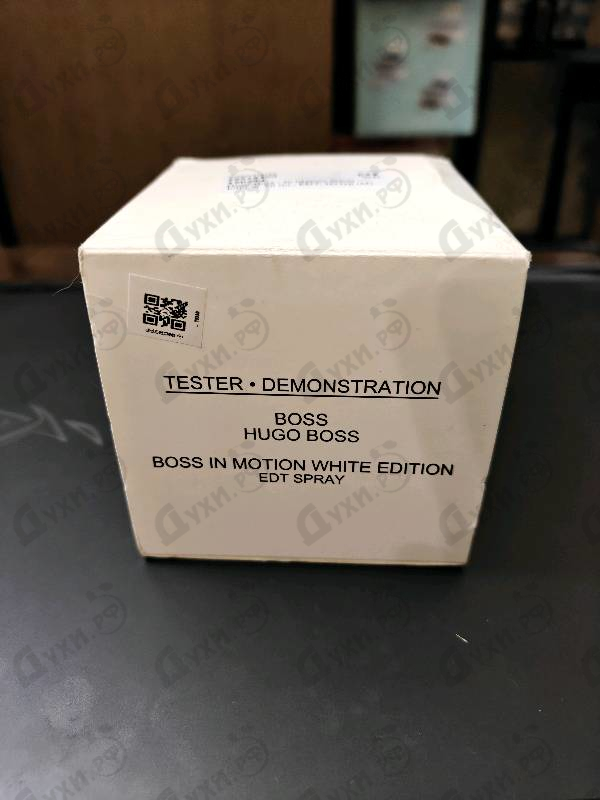 TESTER • DEMONSTRATION
BOSS
HUGO BOSS
BOSS IN MOTION WHITE EDITION
EDT SPRAY
Духи.рф